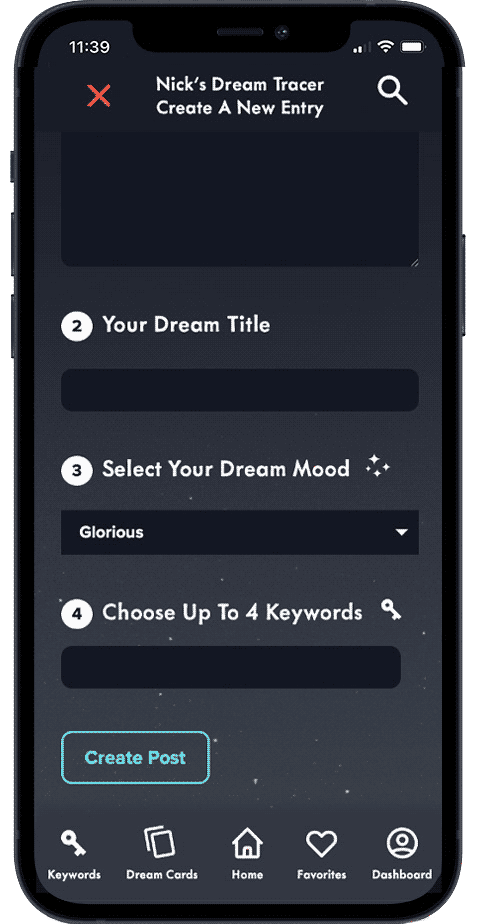 11:39
Nick's Dream Tracer
Create A New Entry
2 Your Dream Title
3 Select Your Dream Mood
Glorious
4 Choose Up To 4 Keywords
Create Post
Keywords Dream Cards Home Favorites Dashboard